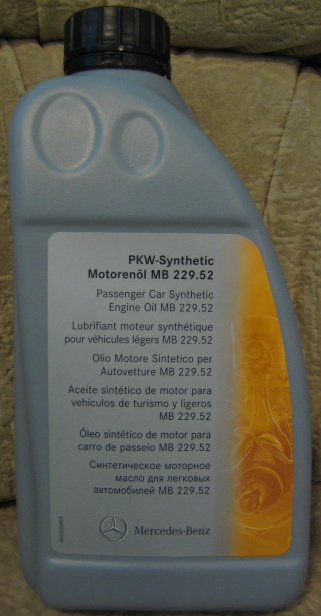 PKW-Synthetic
Motorenöl MB 229.52
Passenger Car Synthetic
Engine Oil MB 229.52
Lubrifiant moteur synthétique
pour véhicules légers MB 229.52
Olio Motore Sintetico per
Autovetture MB 229.52
Aceite sintético de motor para
vehículos de turismo y ligeros
MB 229.52
Óleo sintético de motor para
carro de passeio MB 229.52
Синтетическое моторное
масло для легковых
автомобилей MB 229.52
Mercedes-Benz